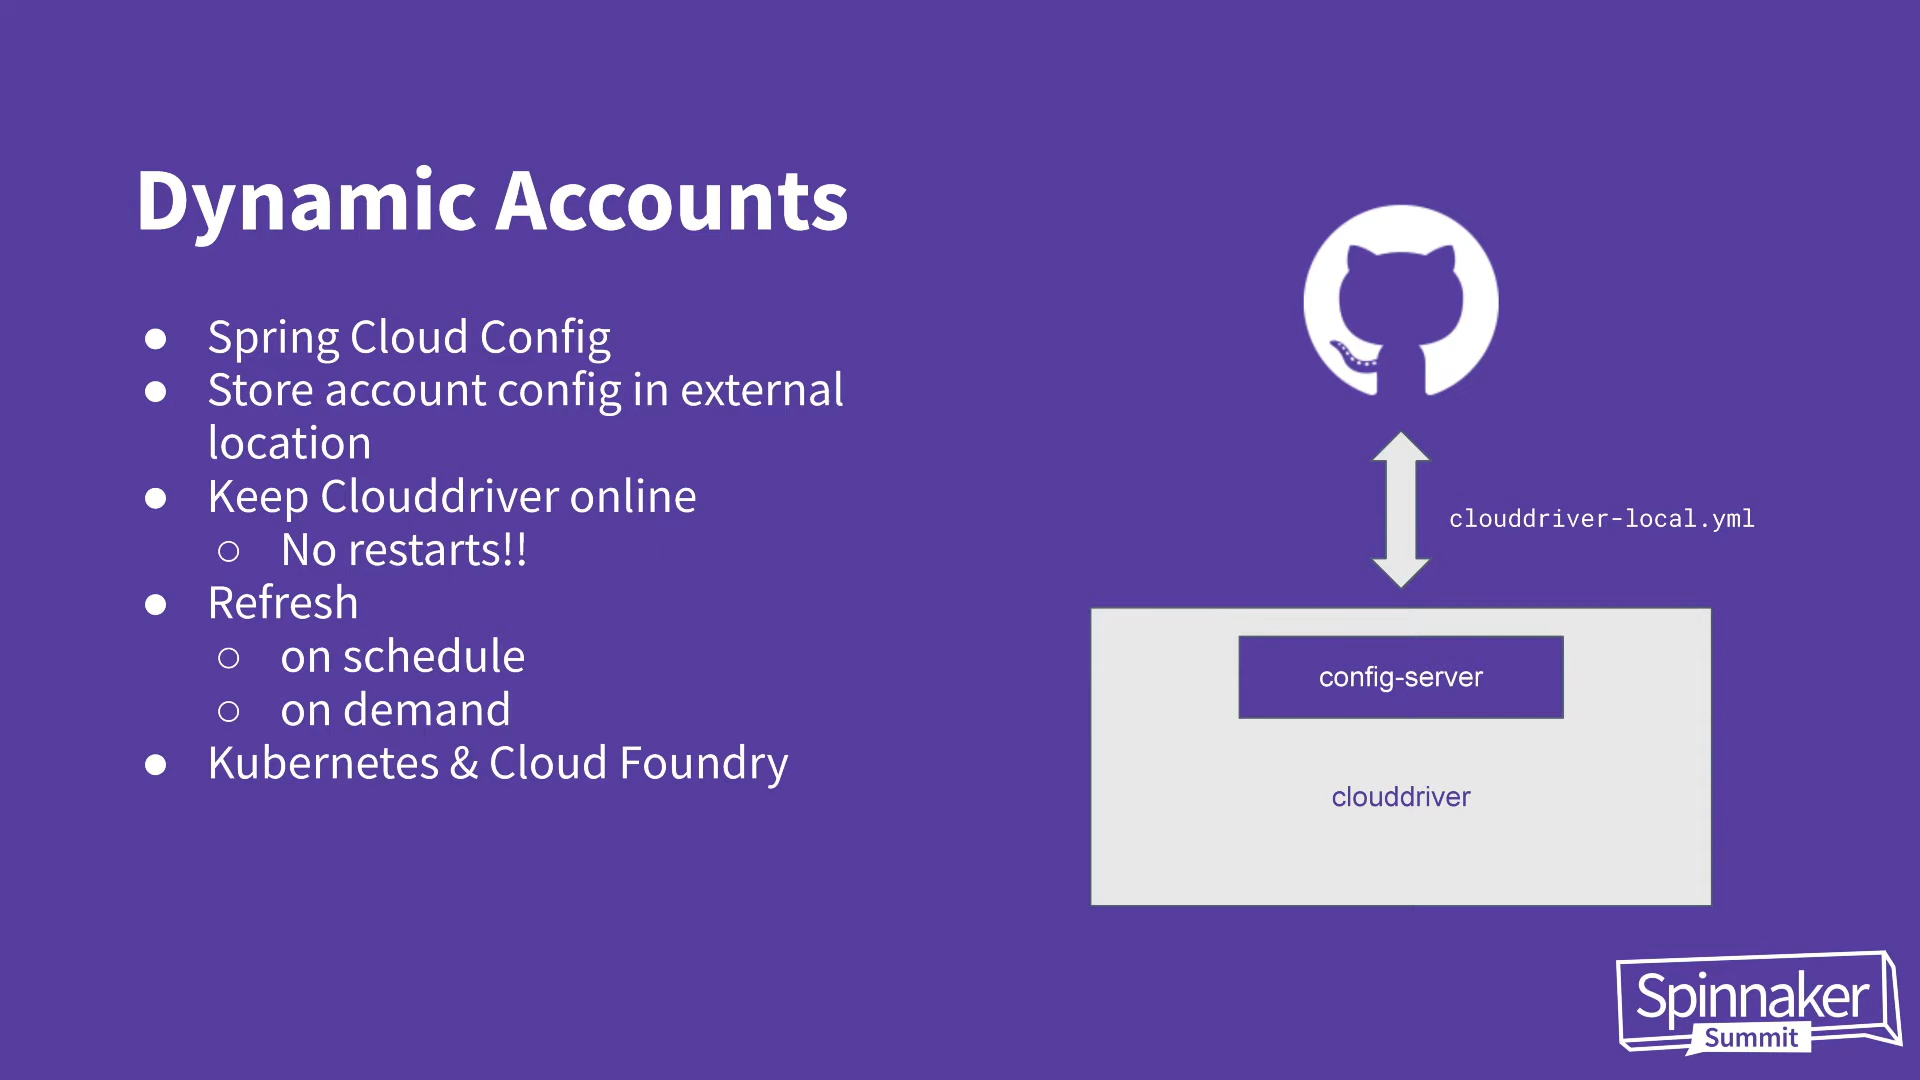 Dynamic Accounts
● Spring Cloud Config
● Store account config in external
location
● Keep Clouddriver online
○ No restarts!!
● Refresh
○ on schedule
○ on demand
● Kubernetes & Cloud Foundry
clouddriver-local.yml
config-server
clouddriver
Spinnaker
Summit